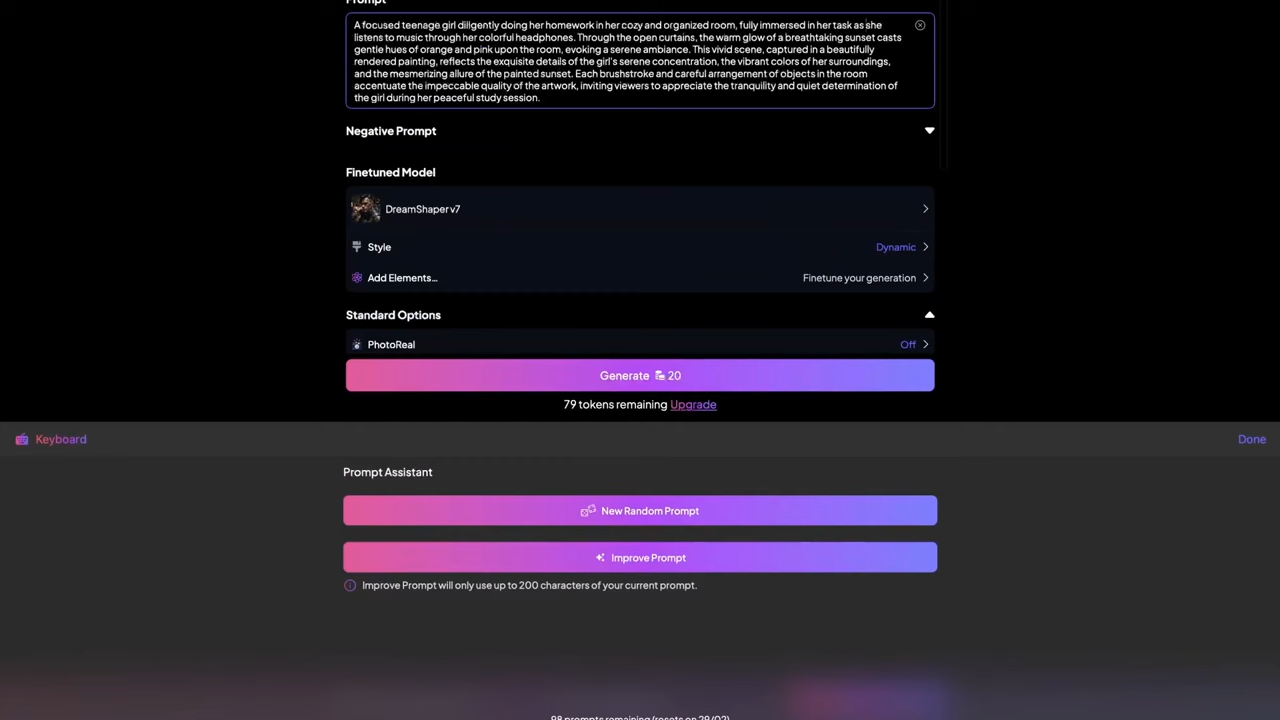 Prompt
A focused teenage girl diligently doing her homework in her cozy and organized room, fully immersed in her task as she
listens to music through her colorful headphones. Through the open curtains, the warm glow of a breathtaking sunset casts
gentle hues of orange and pink upon the room, evoking a serene ambiance. This vivid scene, captured in a beautifully
rendered painting, reflects the exquisite details of the girl's serene concentration, the vibrant colors of her surroundings,
and the mesmerizing allure of the painted sunset. Each brushstroke and careful arrangement of objects in the room
accentuate the impeccable quality of the artwork, inviting viewers to appreciate the tranquility and quiet determination of
the girl during her peaceful study session.
Negative Prompt
Finetuned Model
DreamShaper v7
Style Dynamic
Add Elements... Finetune your generation
Standard Options
PhotoReal Off
Generate 20
79 tokens remaining Upgrade
Keyboard Done
Prompt Assistant
New Random Prompt
Improve Prompt
Improve Prompt will only use up to 200 characters of your current prompt.
98 prompts remaining (resets on 29/02)